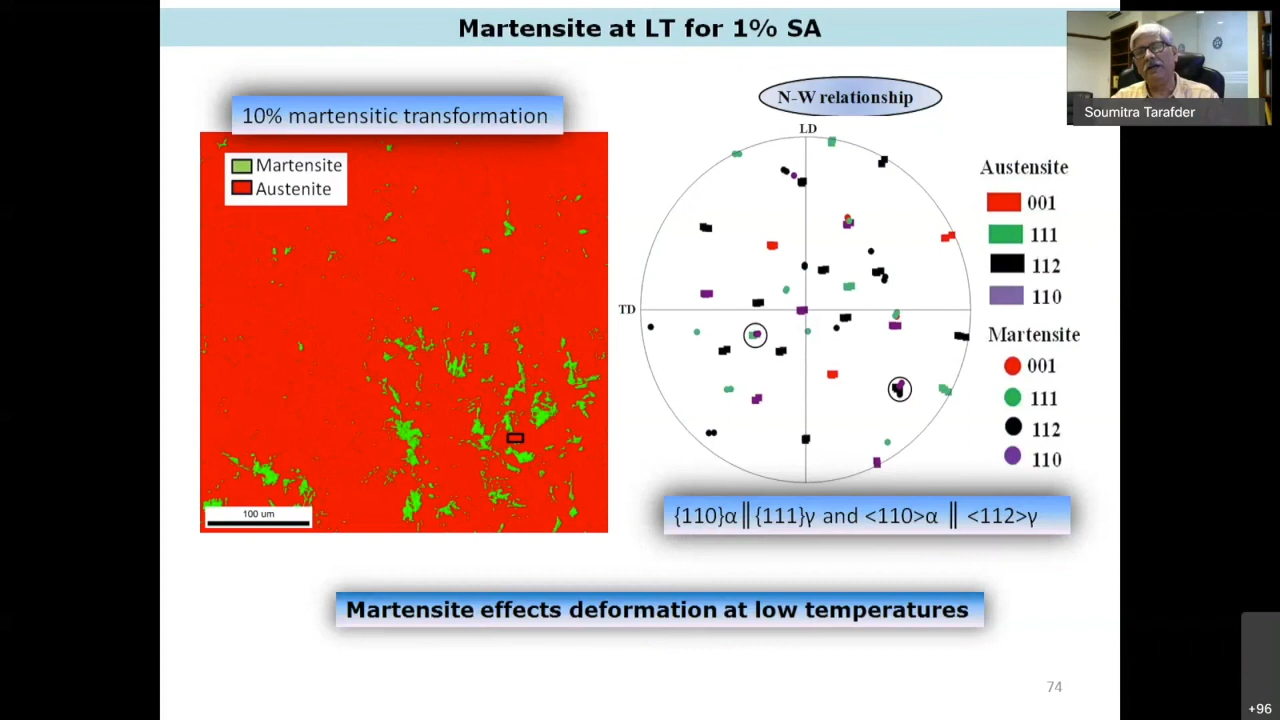 Martensite at LT for 1% SA
Soumitra Tarafder
10% martensitic transformation
Martensite
Austenite
100 um
N-W relationship
LD
TD
Austensite
001
111
112
110
Martensite
001
111
112
110
{110}α∥{111}γ and <110>α ∥ <112>γ
Martensite effects deformation at low temperatures
74
+96